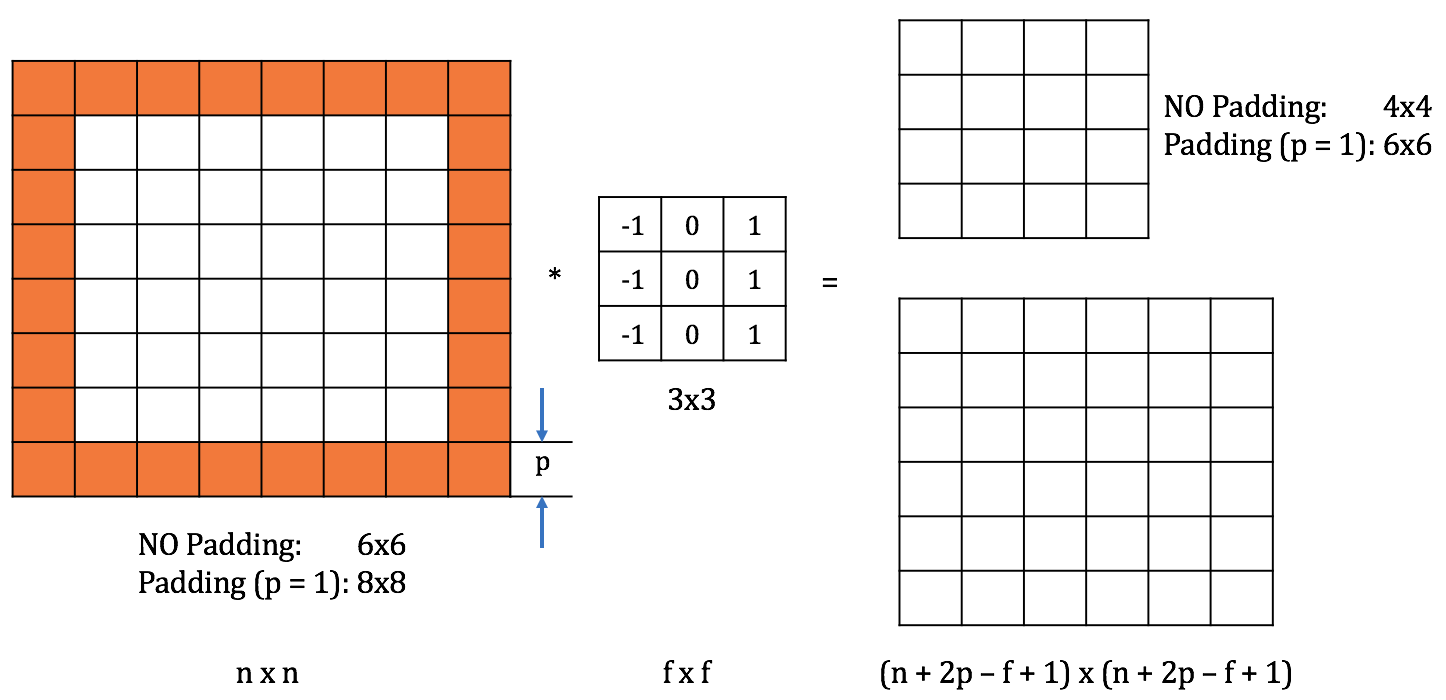 NO Padding: 4x4
Padding (p = 1): 6x6
-1 0 1
* -1 0 1 =
-1 0 1
3x3
p
NO Padding: 6x6
Padding (p = 1): 8x8
n x n f x f (n + 2p – f + 1) x (n + 2p – f + 1)